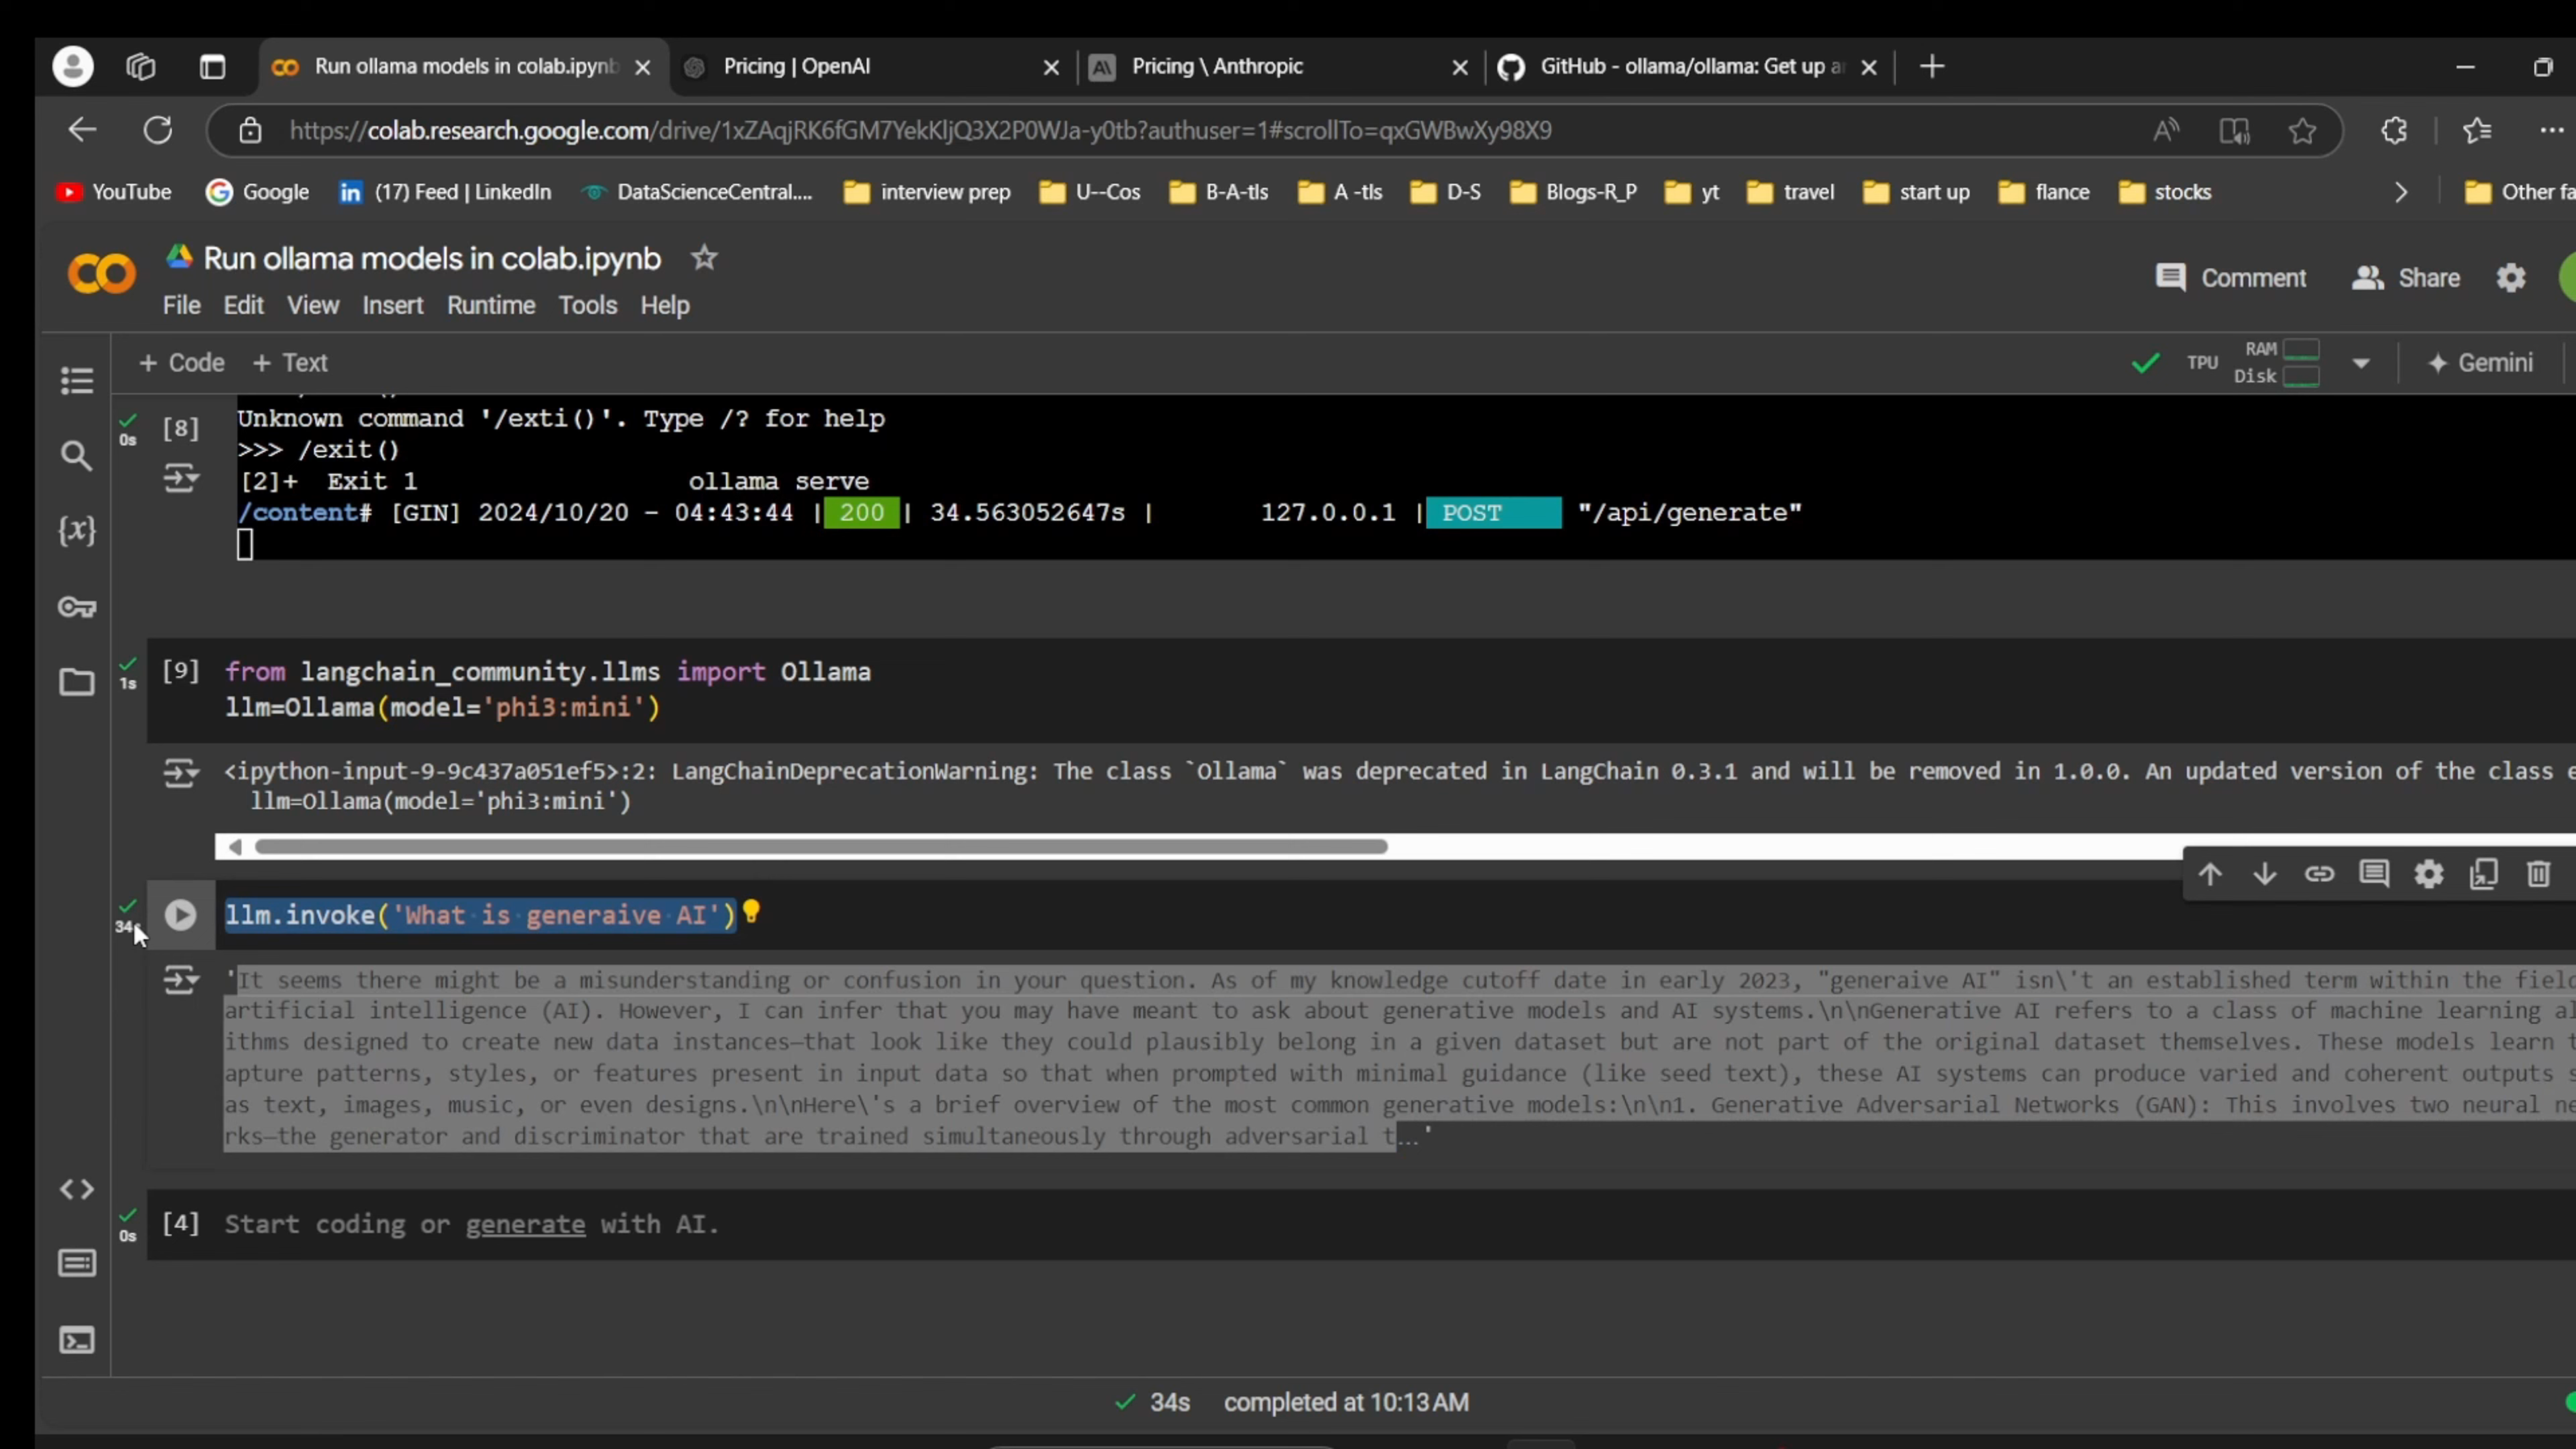 Run ollama models in colab.ipynb
Pricing | OpenAI
Pricing \ Anthropic
GitHub - ollama/ollama: Get up a
https://colab.research.google.com/drive/1xZAqjRK6fGM7YekKljQ3X2P0WJa-y0tb?authuser=1#scrollTo=qxGWBwXy98X9
YouTube
Google
(17) Feed | LinkedIn
DataScienceCentral....
interview prep
U--Cos
B-A-tls
A -tls
D-S
Blogs-R_P
yt
travel
start up
flance
stocks
Other fa
Run ollama models in colab.ipynb
Comment
Share
File Edit View Insert Runtime Tools Help
+ Code + Text
TPU
RAM
Disk
Gemini
Unknown command '/exti()'. Type /? for help
0s
[8]
>>> /exit()
[2]+  Exit 1                 ollama serve
/content# [GIN] 2024/10/20 - 04:43:44 | 200 | 34.563052647s |       127.0.0.1 | POST     "/api/generate"
1s
[9]
from langchain_community.llms import Ollama
llm=Ollama(model='phi3:mini')
<ipython-input-9-9c437a051ef5>:2: LangChainDeprecationWarning: The class `Ollama` was deprecated in LangChain 0.3.1 and will be removed in 1.0.0. An updated version of the class e
llm=Ollama(model='phi3:mini')
34s
llm.invoke('What is generaive AI')
'It seems there might be a misunderstanding or confusion in your question. As of my knowledge cutoff date in early 2023, "generaive AI" isn\'t an established term within the field
artificial intelligence (AI). However, I can infer that you may have meant to ask about generative models and AI systems.\n\nGenerative AI refers to a class of machine learning al
ithms designed to create new data instances—that look like they could plausibly belong in a given dataset but are not part of the original dataset themselves. These models learn t
apture patterns, styles, or features present in input data so that when prompted with minimal guidance (like seed text), these AI systems can produce varied and coherent outputs s
as text, images, music, or even designs.\n\nHere\'s a brief overview of the most common generative models:\n\n1. Generative Adversarial Networks (GAN): This involves two neural ne
rks—the generator and discriminator that are trained simultaneously through adversarial t…'
0s
[4]
Start coding or generate with AI.
34s completed at 10:13 AM